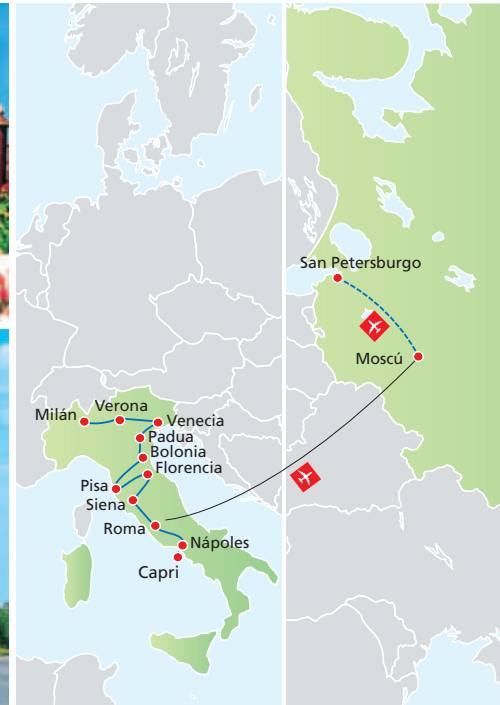 San Petersburgo
Moscú
Milán
Verona
Venecia
Padua
Bolonia
Florencia
Pisa
Siena
Roma
Nápoles
Capri